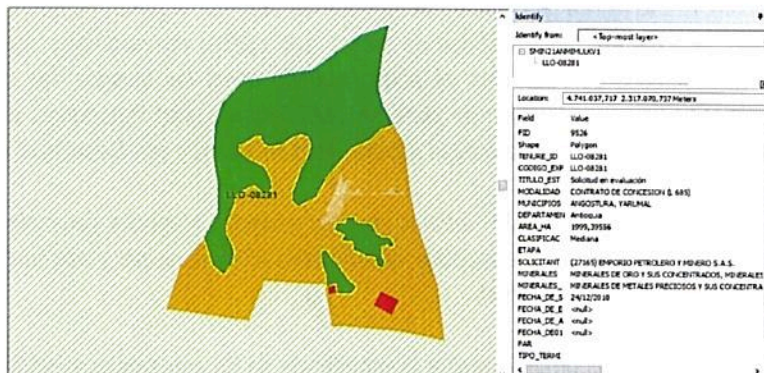 LLO-08281
Identify
Identify from: <Top-most layer>
SMIN21ANMMULKV1
LLO-08281
Location: 4.741.037,717 2.317.070,737 Meters
Field Value
FID 9526
Shape Polygon
TENURE_ID LLO-08281
CODIGO_EXP LLO-08281
TITULO_EST Solicitud en evaluación
MODALIDAD CONTRATO DE CONCESION (L 685)
MUNICIPIOS ANGOSTURA, YARUMAL
DEPARTAMEN Antioquia
AREA_HA 1999,39556
CLASIFICAC Mediana
ETAPA
SOLICITANT (27165) EMPORIO PETROLERO Y MINERO S.A.S.
MINERALES MINERALES DE ORO Y SUS CONCENTRADOS, MINERALES
MINERALES_ MINERALES DE METALES PRECIOSOS Y SUS CONCENTRA
FECHA_DE_S 24/12/2010
FECHA_DE_E <null>
FECHA_DE_A <null>
FECHA_DE01 <null>
PAR
TIPO_TERMI